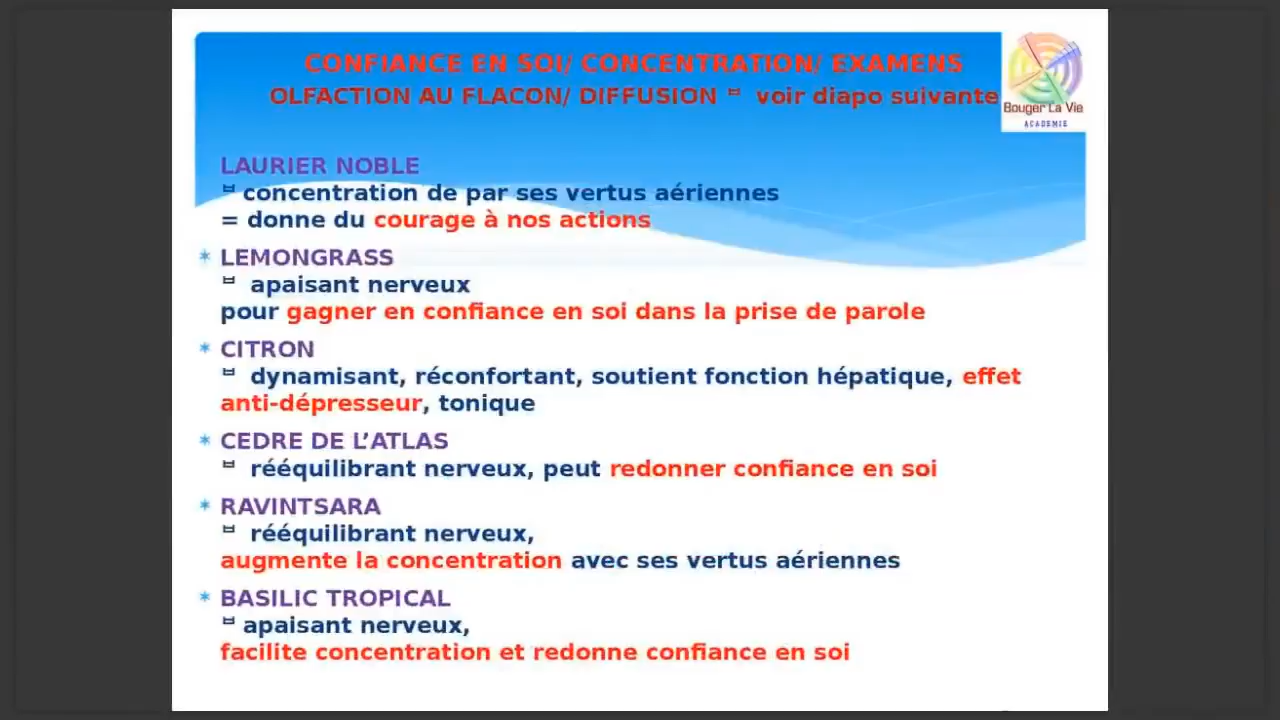 CONFIANCE EN SOI/ CONCENTRATION/ EXAMENS
OLFACTION AU FLACON/ DIFFUSION voir diapo suivante
Bouger La Vie
ACADEMIE
LAURIER NOBLE
concentration de par ses vertus aériennes
= donne du courage à nos actions
LEMONGRASS
apaisant nerveux
pour gagner en confiance en soi dans la prise de parole
CITRON
dynamisant, réconfortant, soutient fonction hépatique, effet
anti-dépresseur, tonique
CEDRE DE L’ATLAS
rééquilibrant nerveux, peut redonner confiance en soi
RAVINTSARA
rééquilibrant nerveux,
augmente la concentration avec ses vertus aériennes
BASILIC TROPICAL
apaisant nerveux,
facilite concentration et redonne confiance en soi